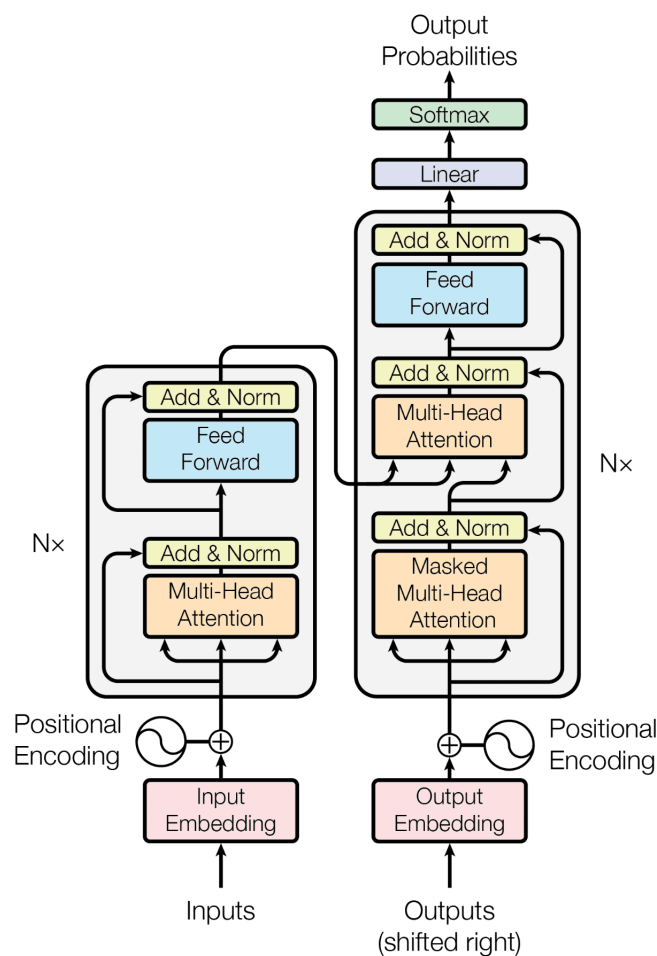 Output
Probabilities
Softmax
Linear
Add & Norm
Feed
Forward
Add & Norm
Multi-Head
Attention
Add & Norm
Masked
Multi-Head
Attention
N×
Add & Norm
Feed
Forward
N×
Add & Norm
Multi-Head
Attention
Positional
Encoding
Positional
Encoding
Input
Embedding
Output
Embedding
Inputs
Outputs
(shifted right)